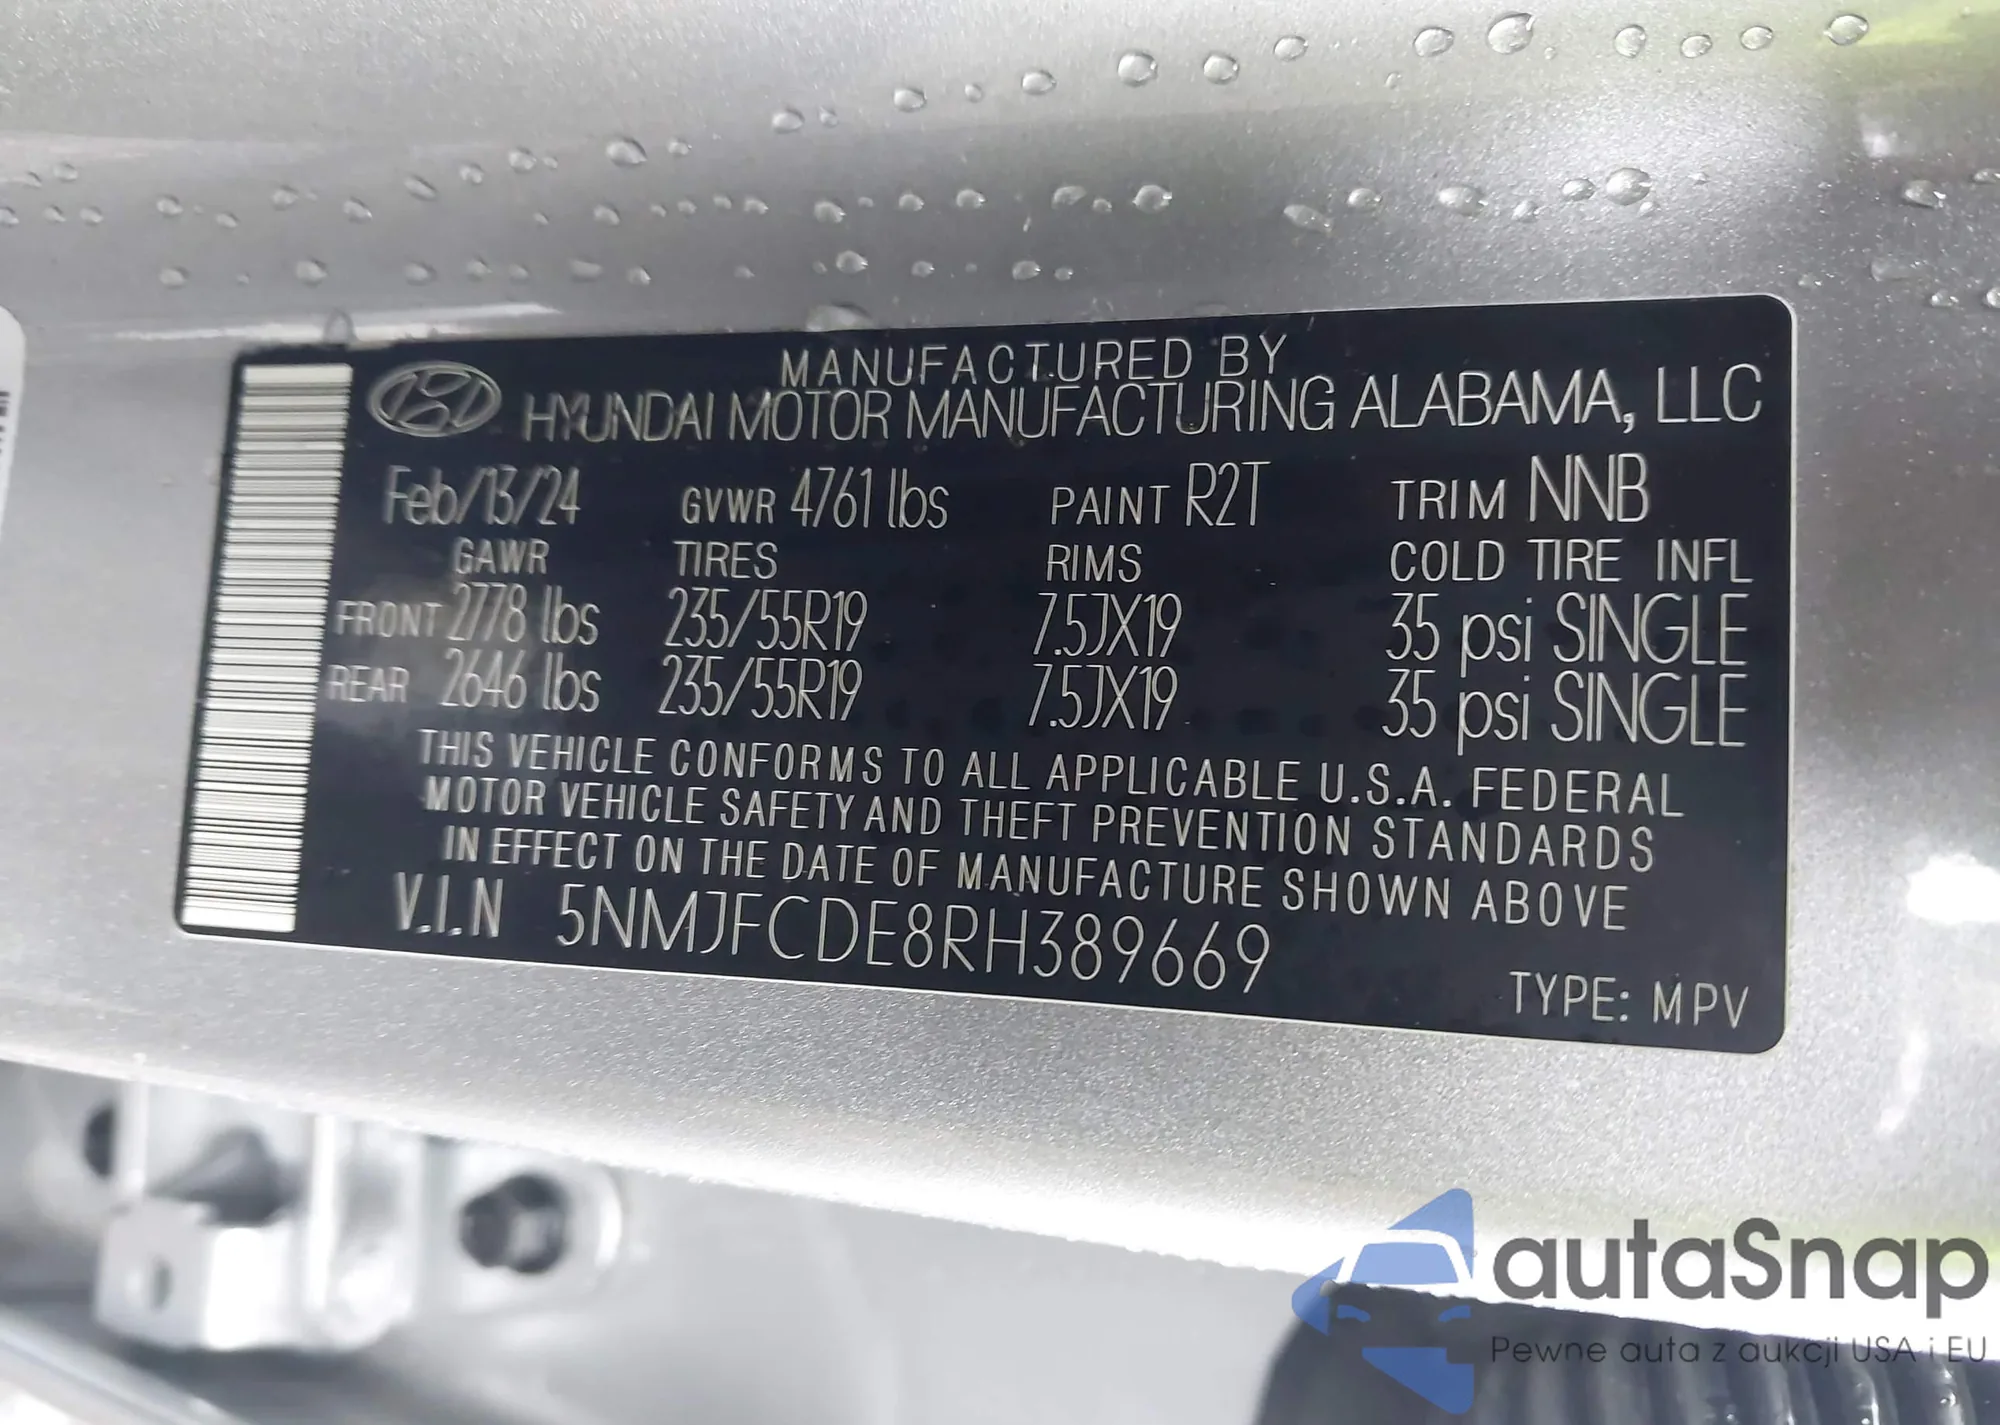 MANUFACTURED BY
HYUNDAI MOTOR MANUFACTURING ALABAMA, LLC
Feb/13/24 GVWR 4761 lbs PAINT R2T TRIM NNB
GAWR TIRES RIMS COLD TIRE INFL
FRONT 2778 lbs 235/55R19 7.5JX19 35 psi SINGLE
REAR 2646 lbs 235/55R19 7.5JX19 35 psi SINGLE
THIS VEHICLE CONFORMS TO ALL APPLICABLE U.S.A. FEDERAL
MOTOR VEHICLE SAFETY AND THEFT PREVENTION STANDARDS
IN EFFECT ON THE DATE OF MANUFACTURE SHOWN ABOVE
V.I.N 5NMJFCDE8RH389669
TYPE: MPV
autaSnap
Pewne auta z aukcji USA i EU